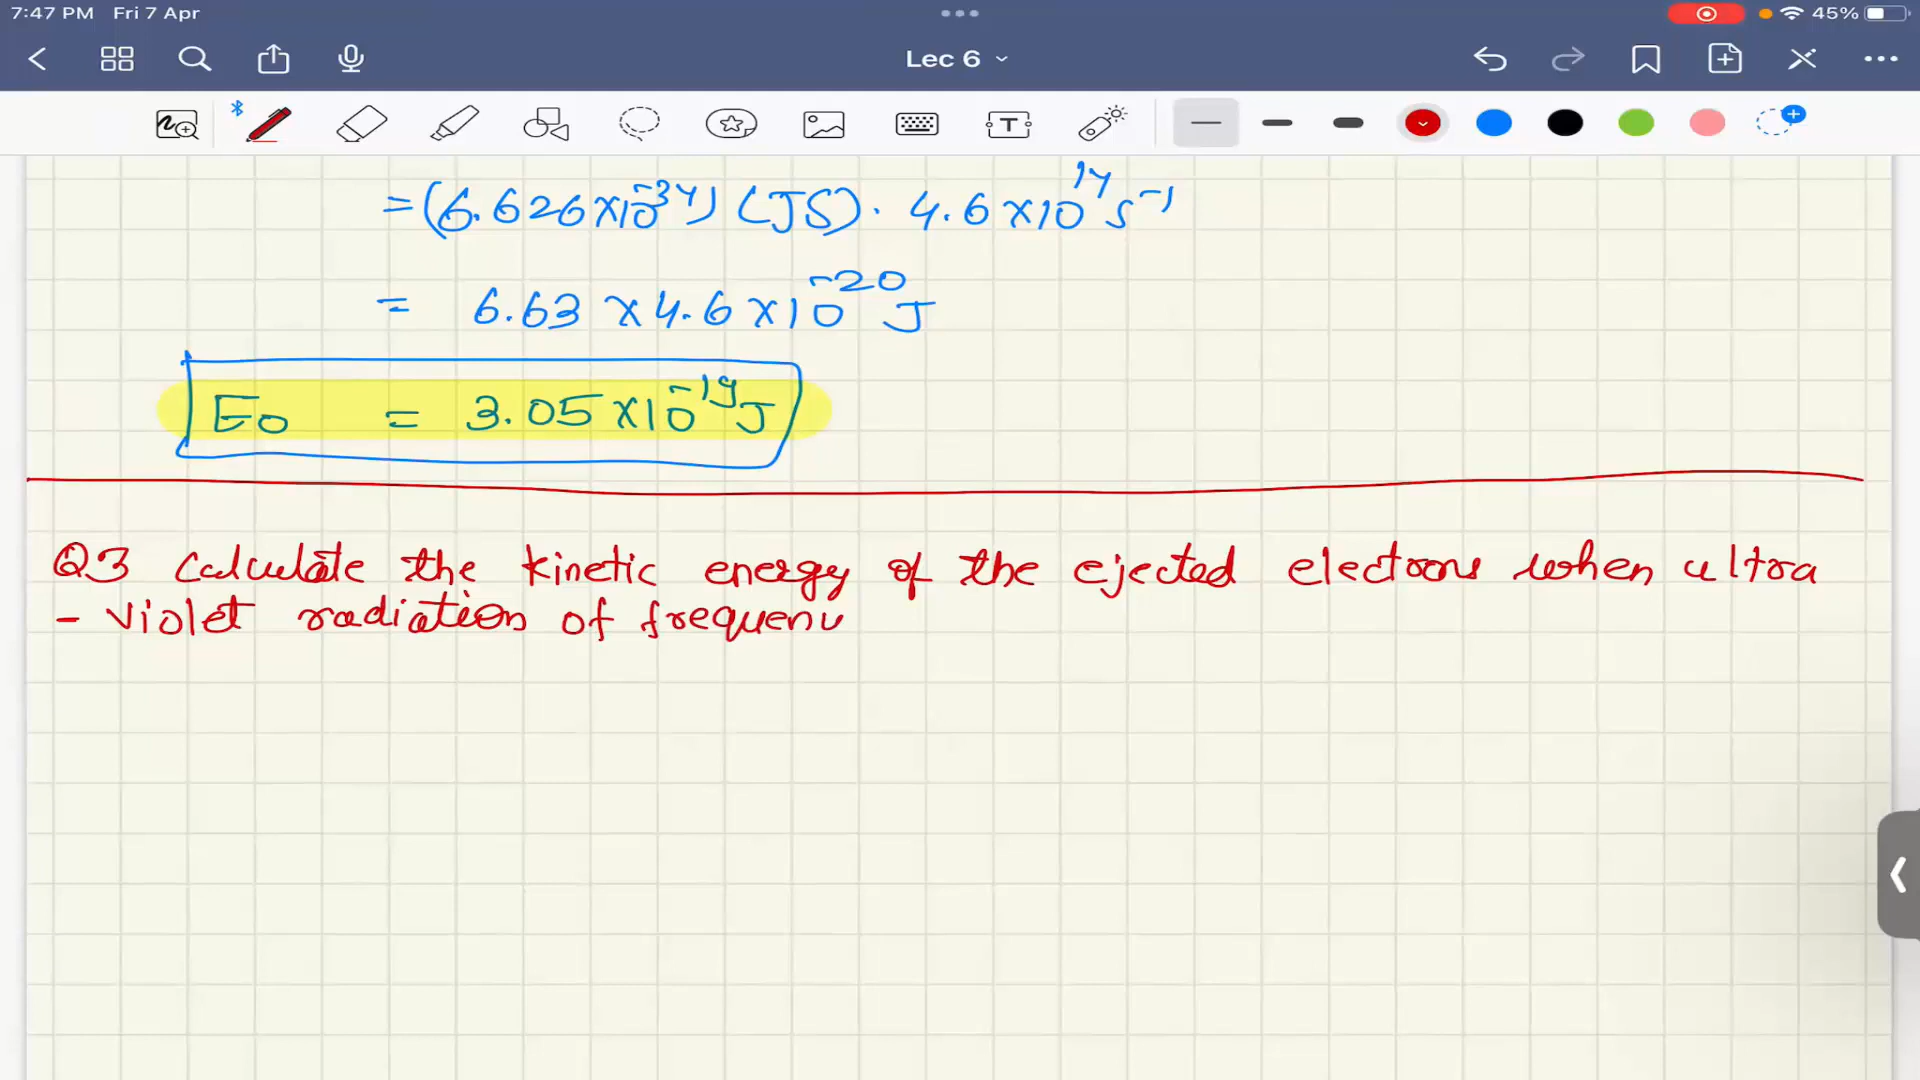 7:47 PM Fri 7 Apr
45%
Lec 6
= (6.626×10⁻³⁴) (JS). 4.6×10¹⁴ s⁻¹
= 6.63 × 4.6 × 10⁻²⁰ J
E₀ = 3.05×10⁻¹⁹ J
Q3 Calculate the kinetic energy of the ejected electrons when ultra
- violet radiation of frequenc